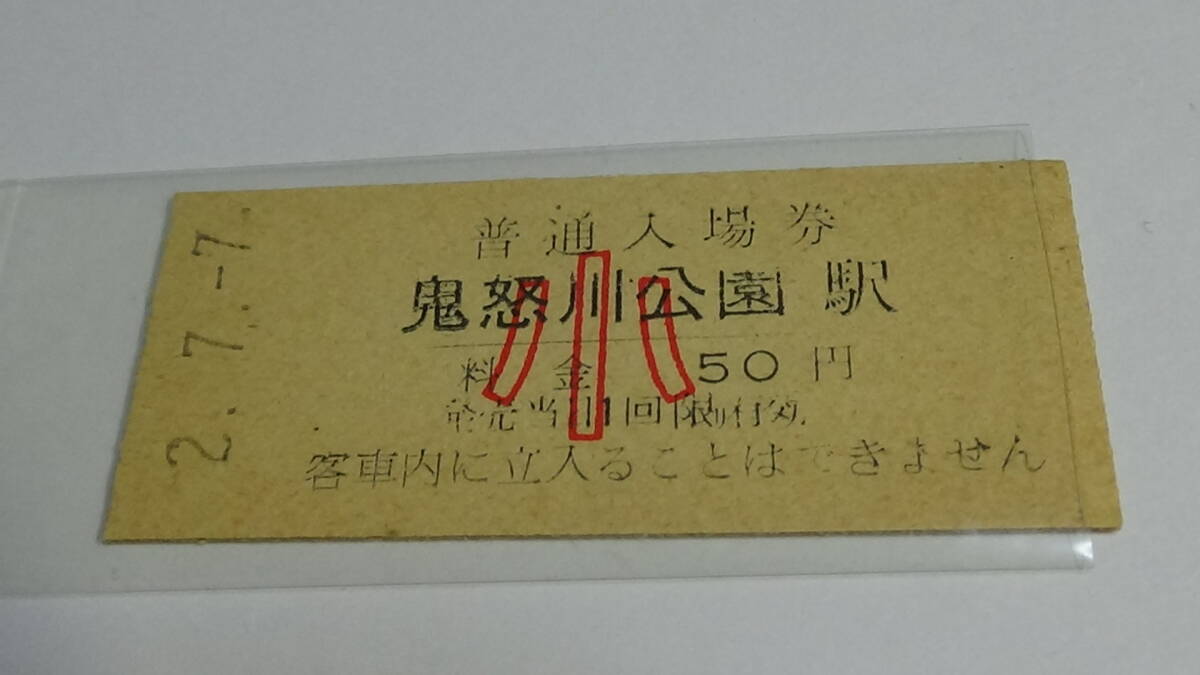 普通入場券
鬼怒川公園駅
小
料金 50円
発売当日1回限り有効
客車内に立入ることはできません
2.-7.-7